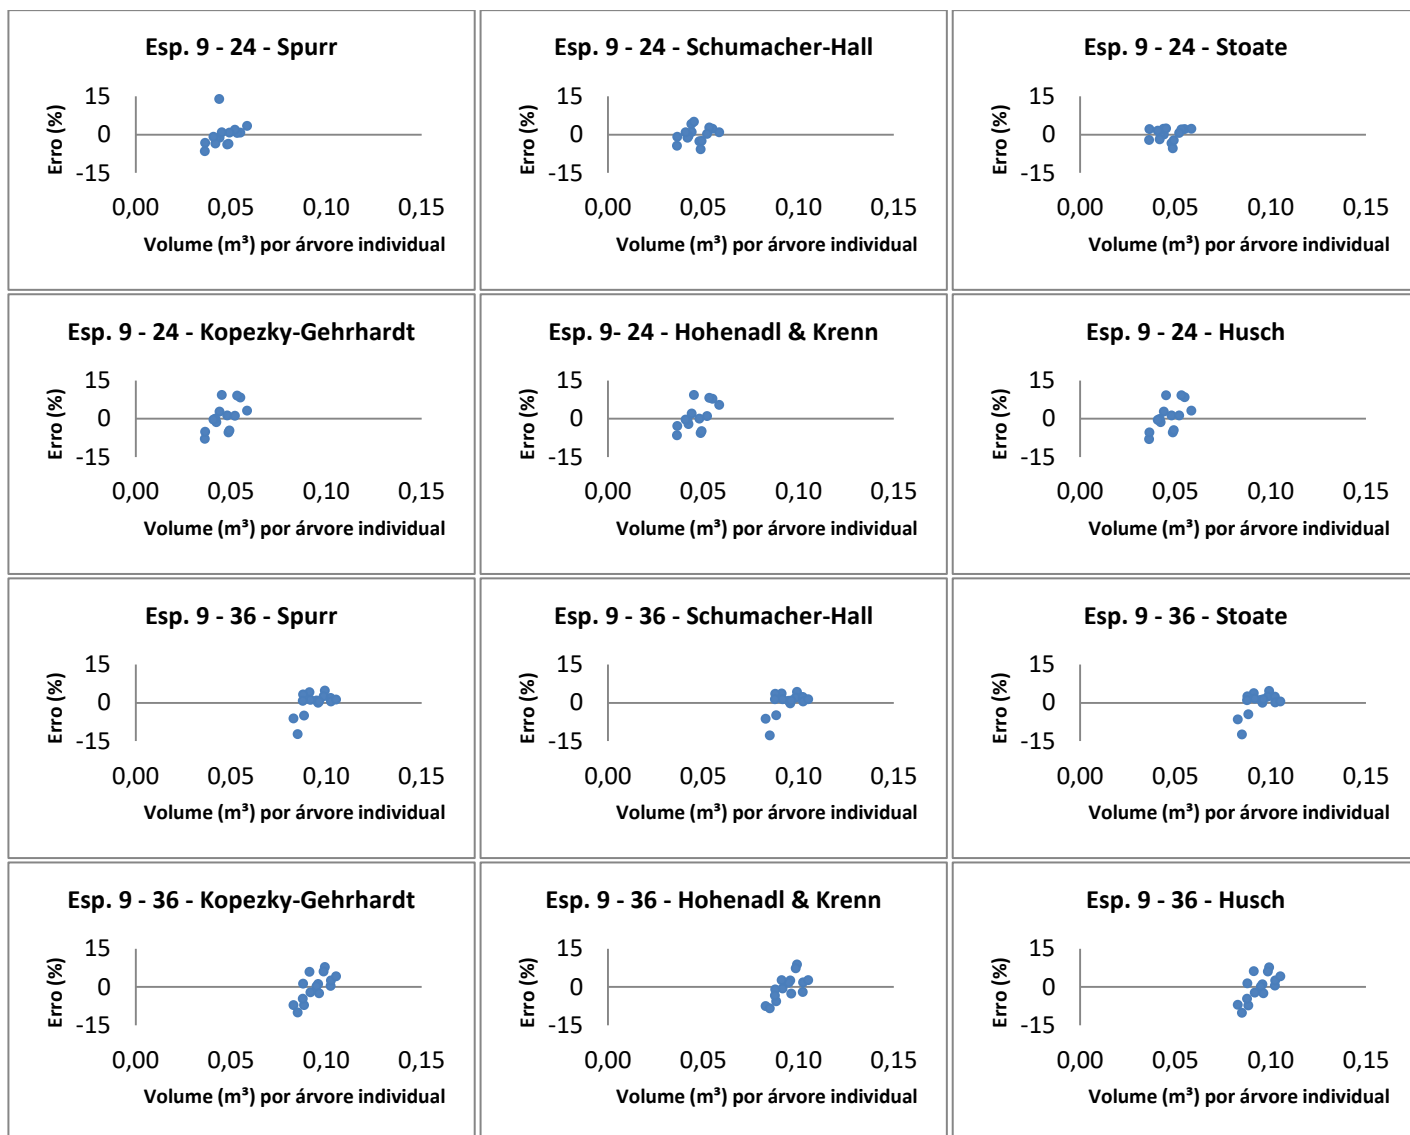 Esp. 9 - 24 - Spurr
Erro (%)
15
0
-15
0,00 0,05 0,10 0,15
Volume (m³) por árvore individual
Esp. 9 - 24 - Schumacher-Hall
Erro (%)
15
0
-15
0,00 0,05 0,10 0,15
Volume (m³) por árvore individual
Esp. 9 - 24 - Stoate
Erro (%)
15
0
-15
0,00 0,05 0,10 0,15
Volume (m³) por árvore individual
Esp. 9 - 24 - Kopezky-Gehrhardt
Erro (%)
15
0
-15
0,00 0,05 0,10 0,15
Volume (m³) por árvore individual
Esp. 9- 24 - Hohenadl & Krenn
Erro (%)
15
0
-15
0,00 0,05 0,10 0,15
Volume (m³) por árvore individual
Esp. 9 - 24 - Husch
Erro (%)
15
0
-15
0,00 0,05 0,10 0,15
Volume (m³) por árvore individual
Esp. 9 - 36 - Spurr
Erro (%)
15
0
-15
0,00 0,05 0,10 0,15
Volume (m³) por árvore individual
Esp. 9 - 36 - Schumacher-Hall
Erro (%)
15
0
-15
0,00 0,05 0,10 0,15
Volume (m³) por árvore individual
Esp. 9 - 36 - Stoate
Erro (%)
15
0
-15
0,00 0,05 0,10 0,15
Volume (m³) por árvore individual
Esp. 9 - 36 - Kopezky-Gehrhardt
Erro (%)
15
0
-15
0,00 0,05 0,10 0,15
Volume (m³) por árvore individual
Esp. 9 - 36 - Hohenadl & Krenn
Erro (%)
15
0
-15
0,00 0,05 0,10 0,15
Volume (m³) por árvore individual
Esp. 9 - 36 - Husch
Erro (%)
15
0
-15
0,00 0,05 0,10 0,15
Volume (m³) por árvore individual